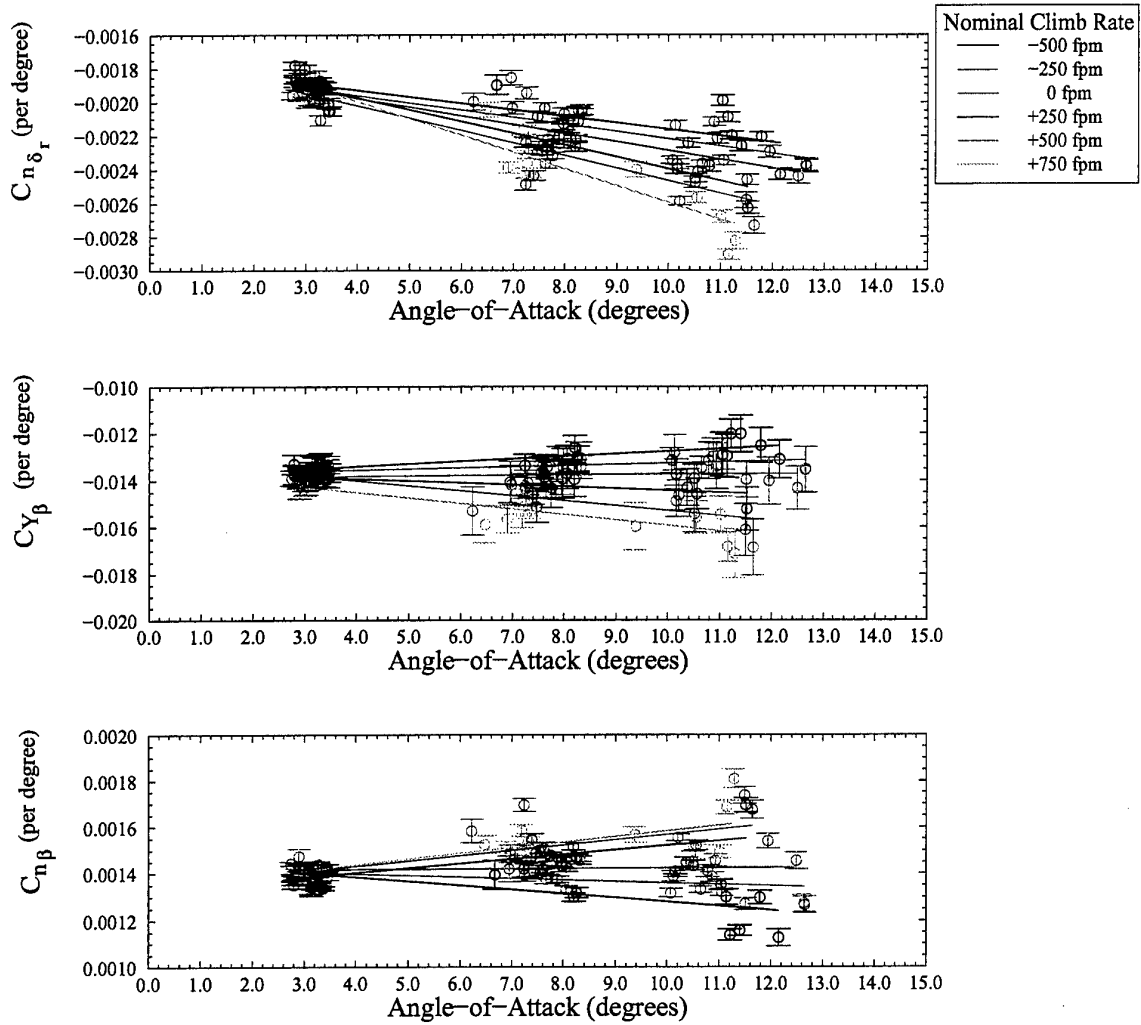 Nominal Climb Rate
−500 fpm
−250 fpm
0 fpm
+250 fpm
+500 fpm
+750 fpm
C n δ r (per degree)
−0.0016
−0.0018
−0.0020
−0.0022
−0.0024
−0.0026
−0.0028
−0.0030
0.0 1.0 2.0 3.0 4.0 5.0 6.0 7.0 8.0 9.0 10.0 11.0 12.0 13.0 14.0 15.0
Angle−of−Attack (degrees)
C Y β (per degree)
−0.010
−0.012
−0.014
−0.016
−0.018
−0.020
0.0 1.0 2.0 3.0 4.0 5.0 6.0 7.0 8.0 9.0 10.0 11.0 12.0 13.0 14.0 15.0
Angle−of−Attack (degrees)
C n β (per degree)
0.0020
0.0018
0.0016
0.0014
0.0012
0.0010
0.0 1.0 2.0 3.0 4.0 5.0 6.0 7.0 8.0 9.0 10.0 11.0 12.0 13.0 14.0 15.0
Angle−of−Attack (degrees)